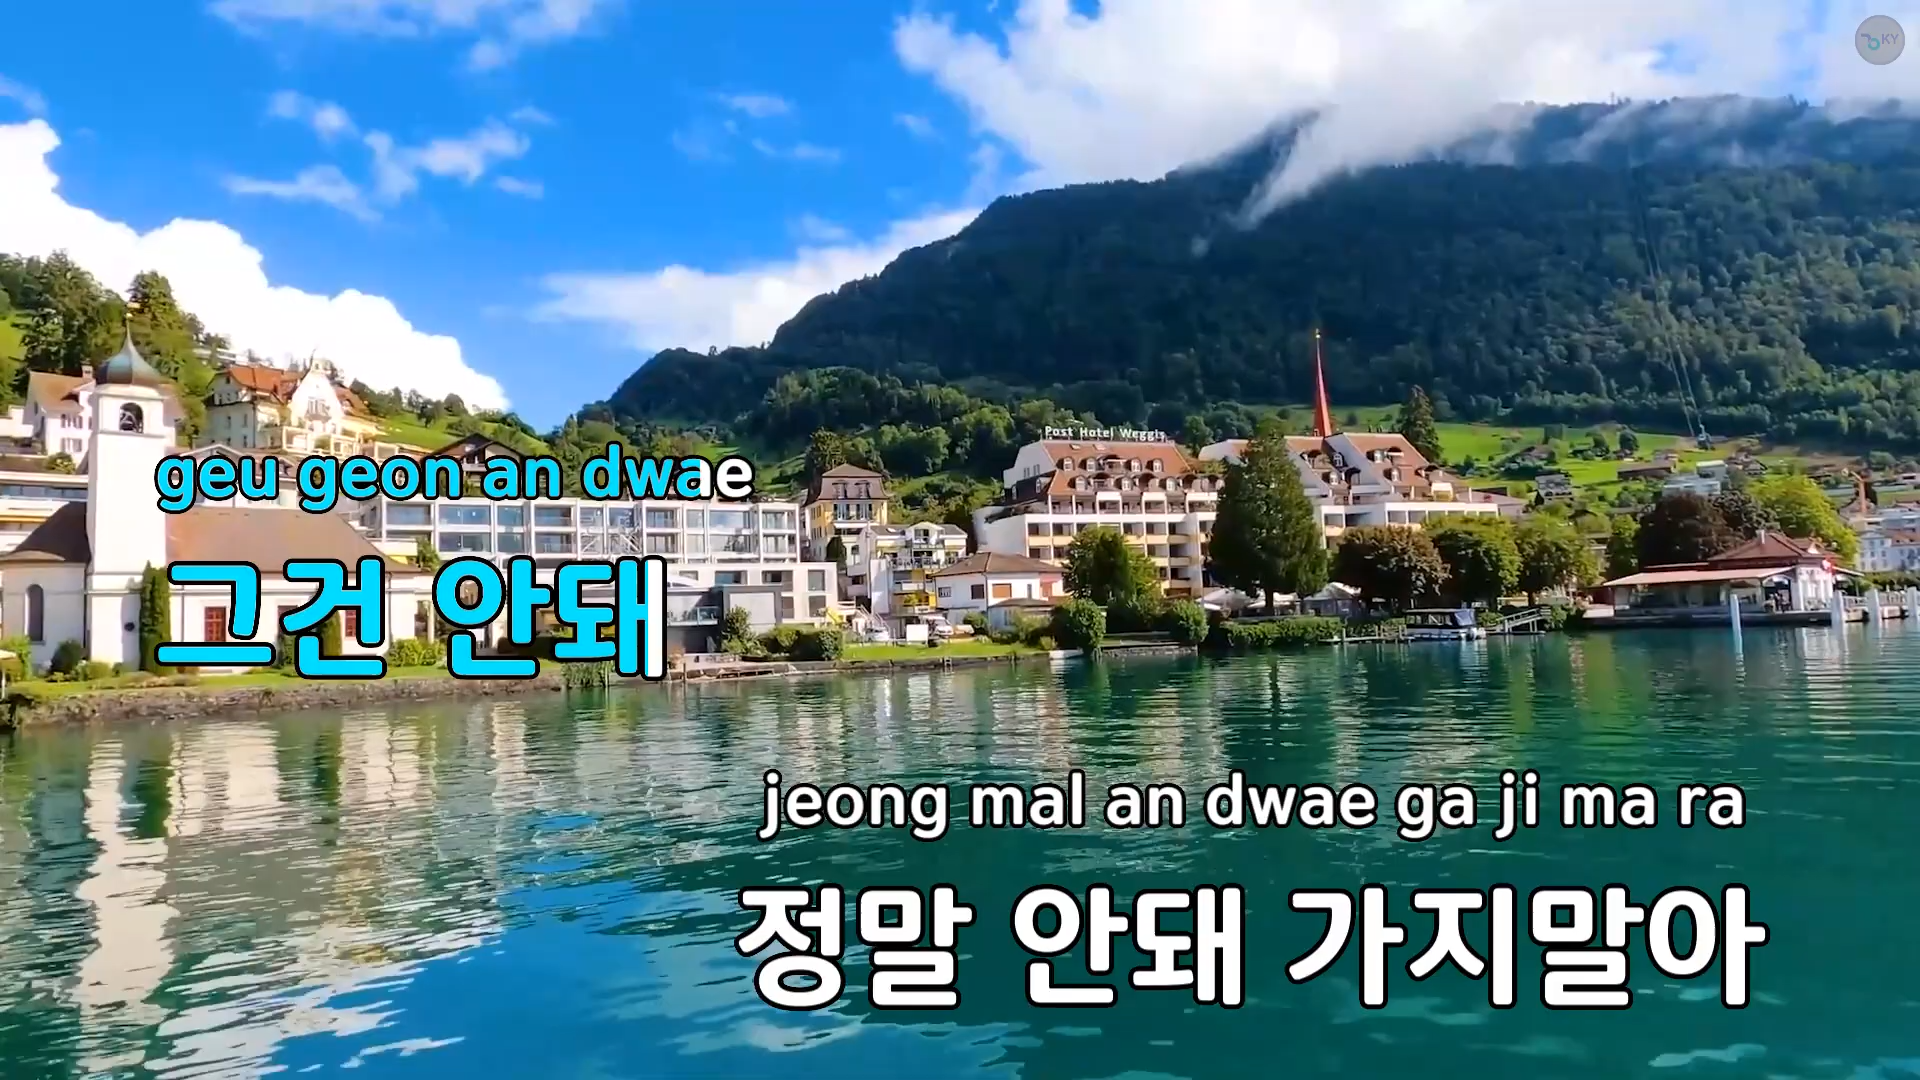 KY
Post Hotel Weggis
geu geon an dwae
그건 안돼
jeong mal an dwae ga ji ma ra
정말 안돼 가지말아